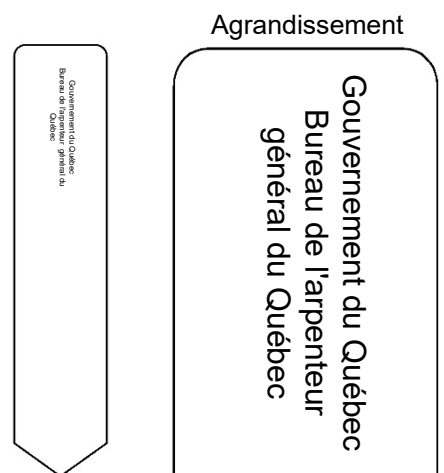 Agrandissement
Gouvernement du Québec
Bureau de l'arpenteur général du
Québec
Gouvernement du Québec
Bureau de l'arpenteur
général du Québec